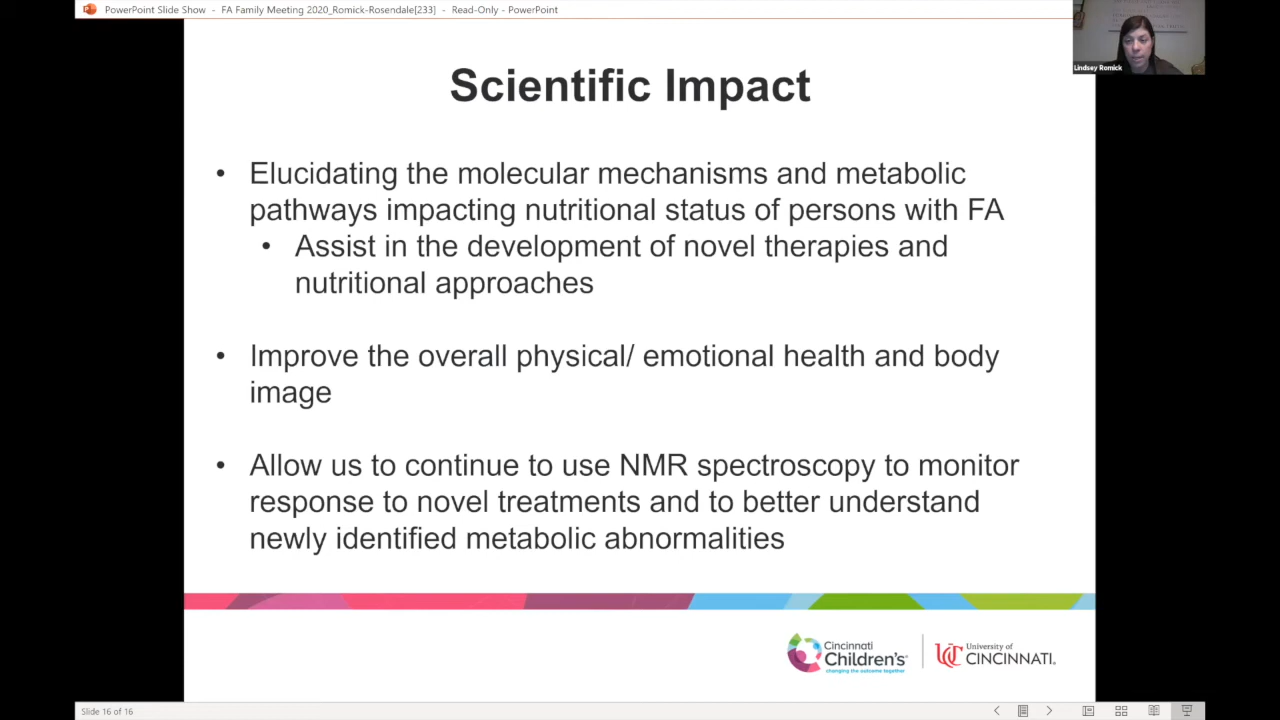 PowerPoint Slide Show - FA Family Meeting 2020_Romick-Rosendale[233] - Read-Only - PowerPoint
Lindsey Romick
Scientific Impact
• Elucidating the molecular mechanisms and metabolic
pathways impacting nutritional status of persons with FA
• Assist in the development of novel therapies and
nutritional approaches
• Improve the overall physical/ emotional health and body
image
• Allow us to continue to use NMR spectroscopy to monitor
response to novel treatments and to better understand
newly identified metabolic abnormalities
Cincinnati
Children's
changing the outcome together
UC
University of
CINCINNATI
Slide 16 of 16